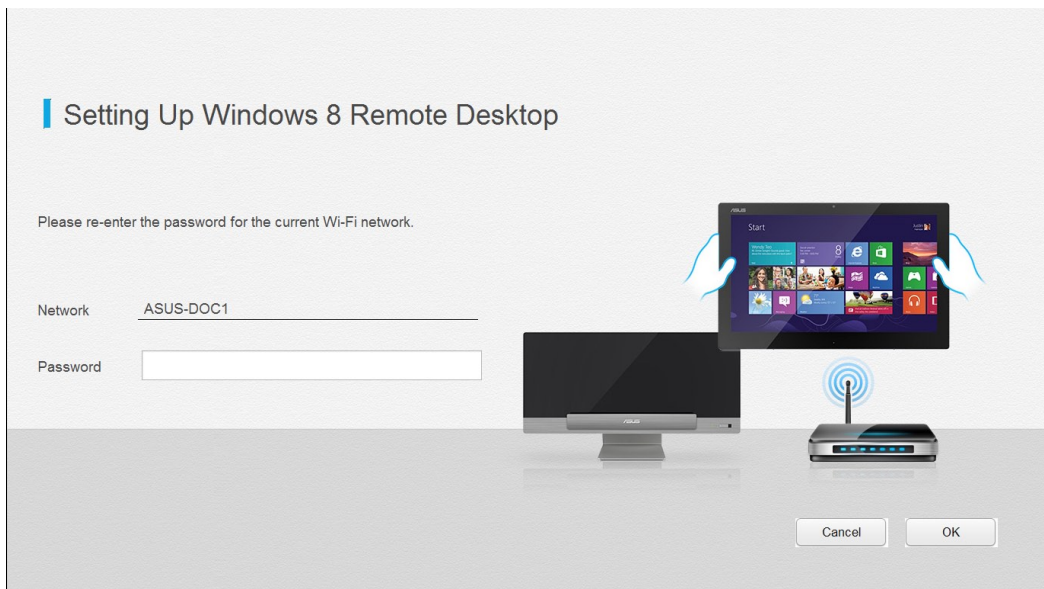 Setting Up Windows 8 Remote Desktop
Please re-enter the password for the current Wi-Fi network.
ASUS
Start
Network
ASUS-DOC1
Password
ASUS
Cancel
OK